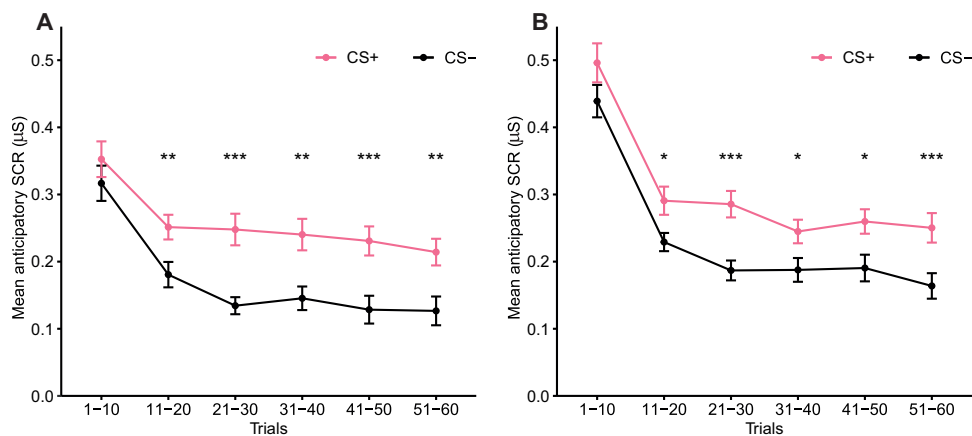 A
CS+ CS−
Mean anticipatory SCR (µS)
0.5
0.4
0.3
0.2
0.1
0.0
** *** ** *** **
1−10 11−20 21−30 31−40 41−50 51−60
Trials
B
CS+ CS−
Mean anticipatory SCR (µS)
0.5
0.4
0.3
0.2
0.1
0.0
* *** * * ***
1−10 11−20 21−30 31−40 41−50 51−60
Trials